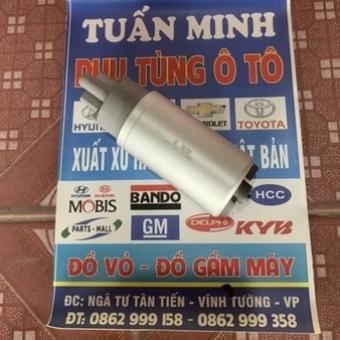 TUẤN MINH
PHỤ TÙNG Ô TÔ
TOYOTA
XUẤT XỨ
BẢN
HYUNDAI
MOBIS
PARTS-MALL
BANDO
GM
DELPHI
HCC
KYB
ĐỒ VỎ - ĐỒ GẦM MÁY
ĐC: NGÃ TƯ TÂN TIẾN - VĨNH TƯỜNG - VP
ĐT: 0862 999 158 - 0862 999 358